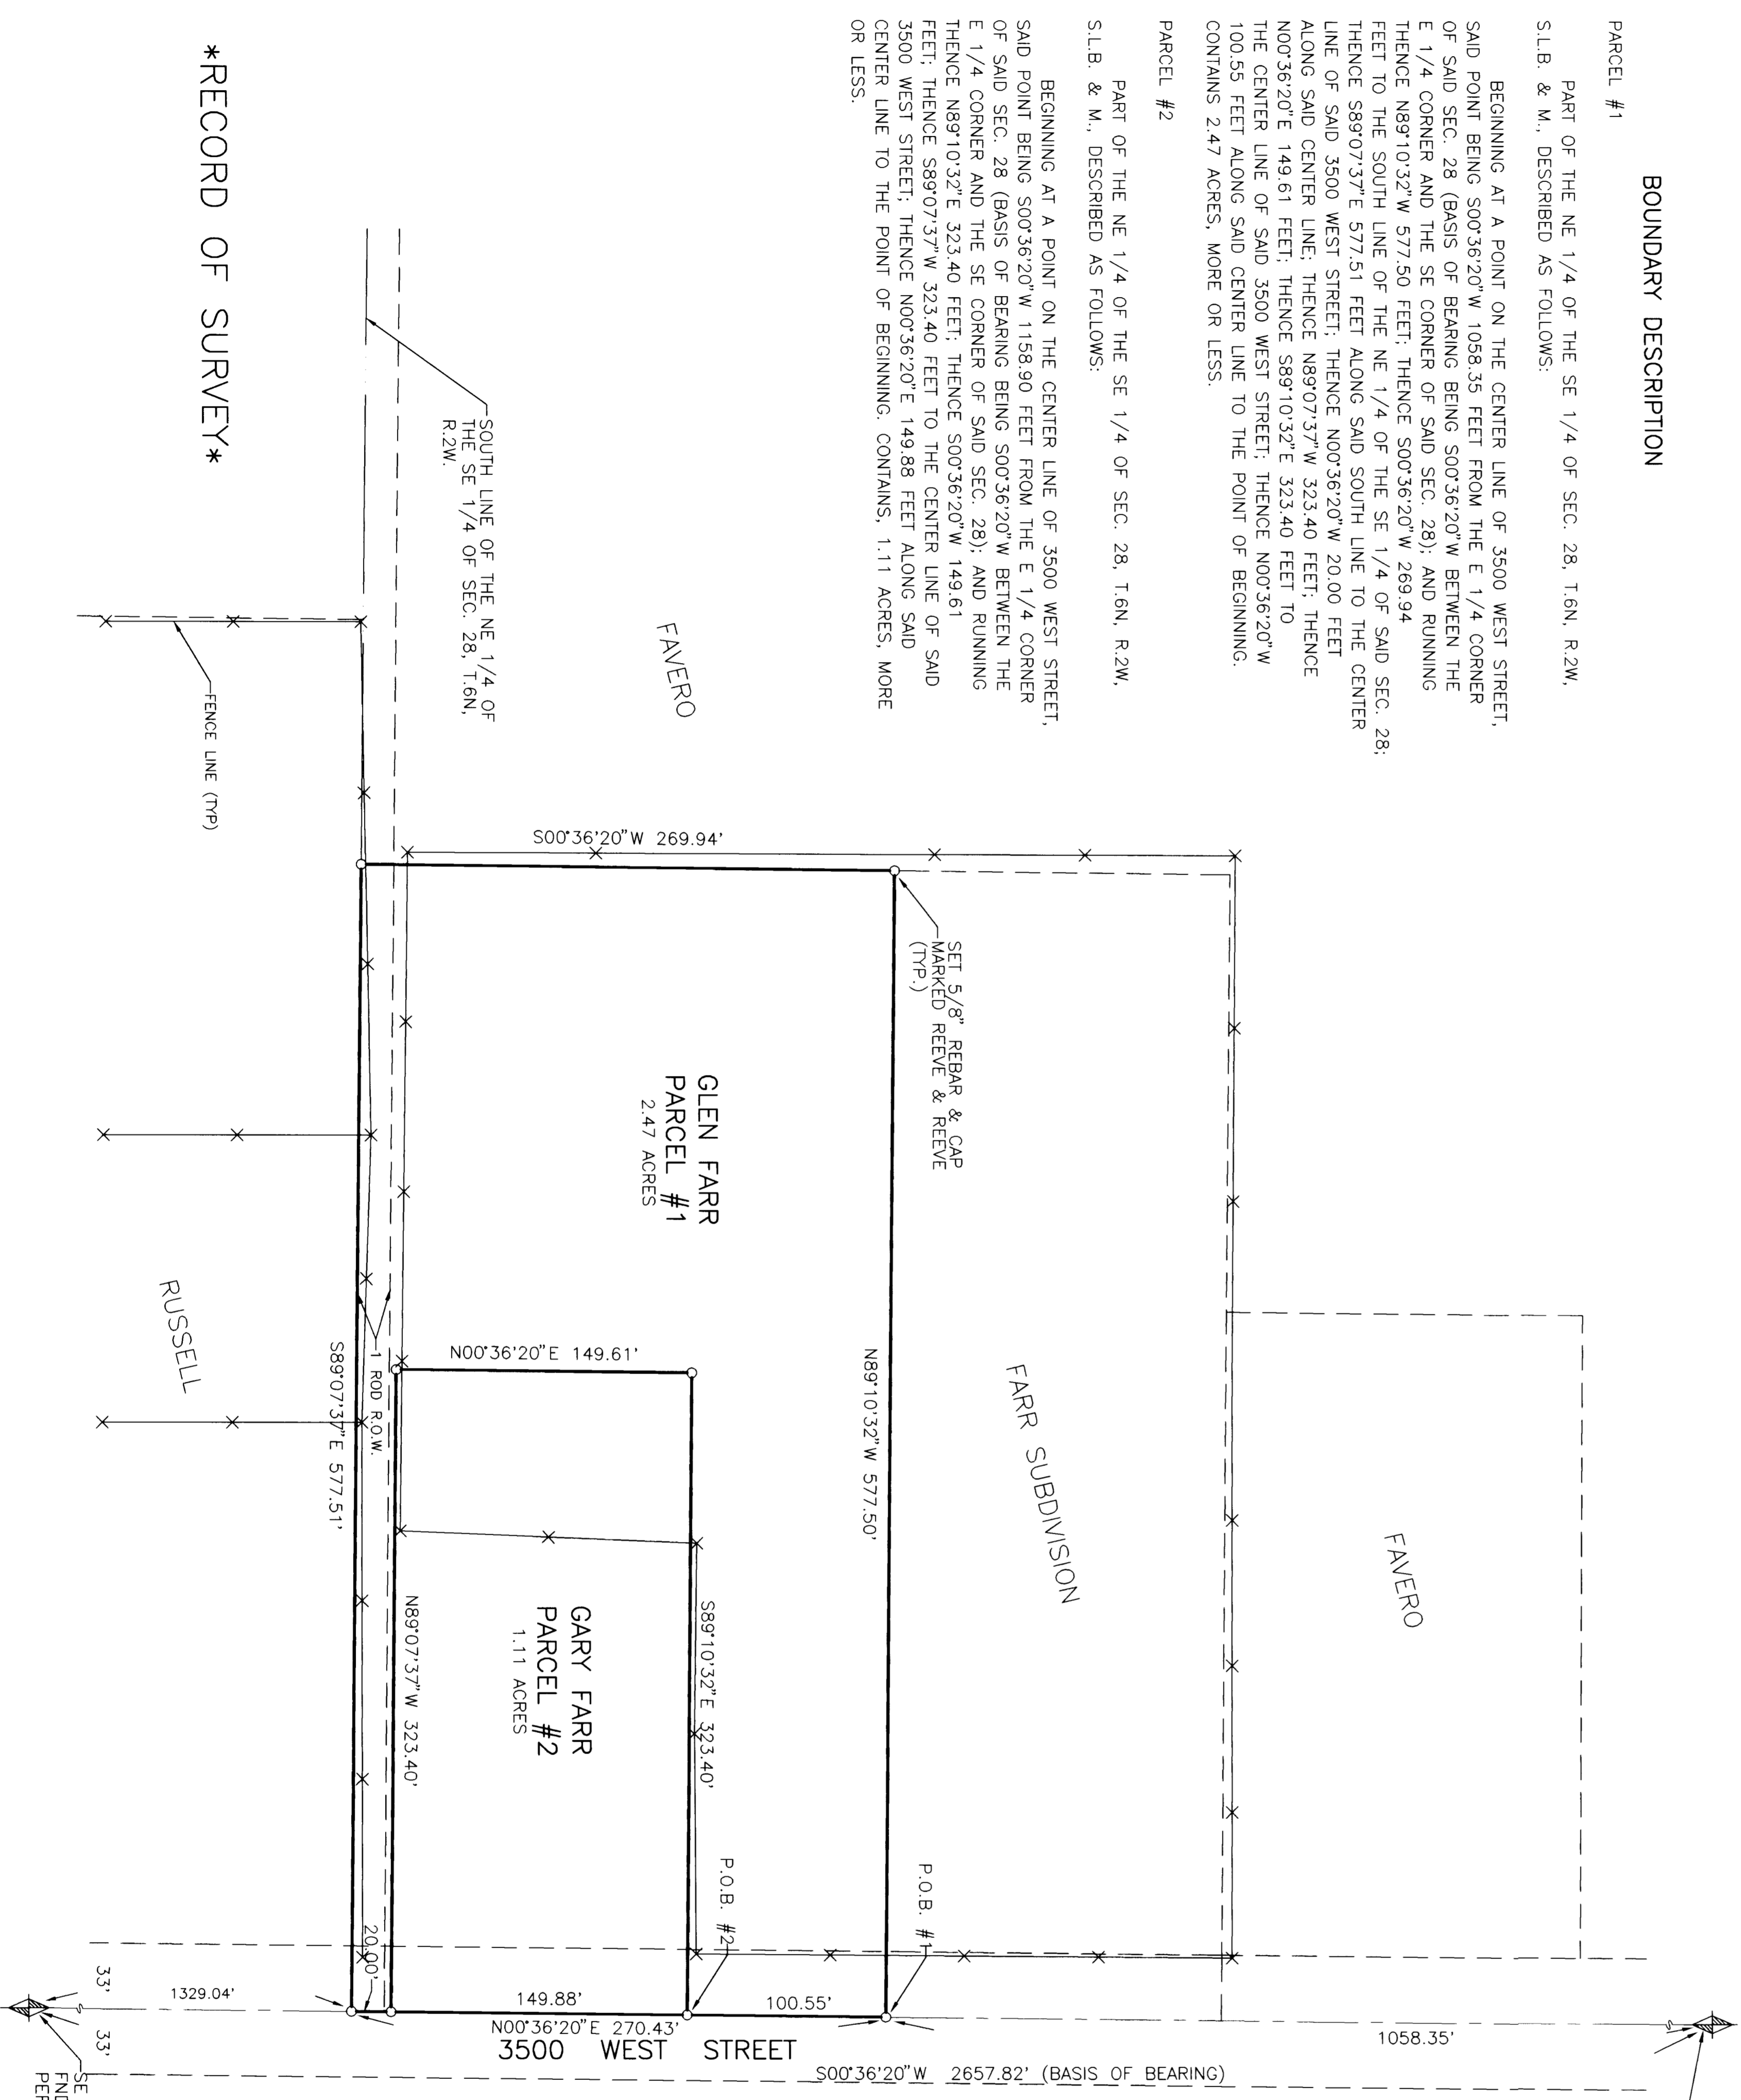 BOUNDARY DESCRIPTION
PARCEL #1
PART OF THE NE 1/4 OF THE SE 1/4 OF SEC. 28, T.6N, R.2W,
S.L.B. & M., DESCRIBED AS FOLLOWS:
BEGINNING AT A POINT ON THE CENTER LINE OF 3500 WEST STREET,
SAID POINT BEING S00°36'20"W 1058.35 FEET FROM THE E 1/4 CORNER
OF SAID SEC. 28 (BASIS OF BEARING BEING S00°36'20"W BETWEEN THE
E 1/4 CORNER AND THE SE CORNER OF SAID SEC. 28); AND RUNNING
THENCE N89°10'32"W 577.50 FEET; THENCE S00°36'20"W 269.94
FEET TO THE SOUTH LINE OF THE NE 1/4 OF THE SE 1/4 OF SAID SEC. 28;
THENCE S89°07'37"E 577.51 FEET ALONG SAID SOUTH LINE TO THE CENTER
LINE OF SAID 3500 WEST STREET; THENCE N00°36'20"W 20.00 FEET
ALONG SAID CENTER LINE; THENCE N89°07'37"W 323.40 FEET; THENCE
N00°36'20"E 149.61 FEET; THENCE S89°10'32"E 323.40 FEET TO
THE CENTER LINE OF SAID 3500 WEST STREET; THENCE N00°36'20"W
100.55 FEET ALONG SAID CENTER LINE TO THE POINT OF BEGINNING.
CONTAINS 2.47 ACRES, MORE OR LESS.
PARCEL #2
PART OF THE NE 1/4 OF THE SE 1/4 OF SEC. 28, T.6N, R.2W,
S.L.B. & M., DESCRIBED AS FOLLOWS:
BEGINNING AT A POINT ON THE CENTER LINE OF 3500 WEST STREET,
SAID POINT BEING S00°36'20"W 1158.90 FEET FROM THE E 1/4 CORNER
OF SAID SEC. 28 (BASIS OF BEARING BEING S00°36'20"W BETWEEN THE
E 1/4 CORNER AND THE SE CORNER OF SAID SEC. 28); AND RUNNING
THENCE N89°10'32"E 323.40 FEET; THENCE S00°36'20"W 149.61
FEET; THENCE S89°07'37"W 323.40 FEET TO THE CENTER LINE OF SAID
3500 WEST STREET; THENCE N00°36'20"E 149.88 FEET ALONG SAID
CENTER LINE TO THE POINT OF BEGINNING. CONTAINS, 1.11 ACRES, MORE
OR LESS.
*RECORD OF SURVEY*
SOUTH LINE OF THE NE 1/4 OF
THE SE 1/4 OF SEC. 28, T.6N,
R.2W.
FAVERO
FENCE LINE (TYP)
S00°36'20"W 269.94'
SET 5/8" REBAR & CAP
MARKED REEVE & REEVE
(TYP.)
GLEN FARR
PARCEL #1
2.47 ACRES
N89°10'32"W 577.50'
FARR SUBDIVISION
FAVERO
N00°36'20"E 149.61'
1 ROD R.O.W.
S89°07'37"E 577.51'
RUSSELL
S89°10'32"E 323.40'
GARY FARR
PARCEL #2
1.11 ACRES
N89°07'37"W 323.40'
P.O.B. #1
P.O.B. #2
20.00'
33'
33'
1329.04'
149.88'
100.55'
N00°36'20"E 270.43'
1058.35'
3500 WEST STREET
S00°36'20"W 2657.82' (BASIS OF BEARING)
SE
FND
PER